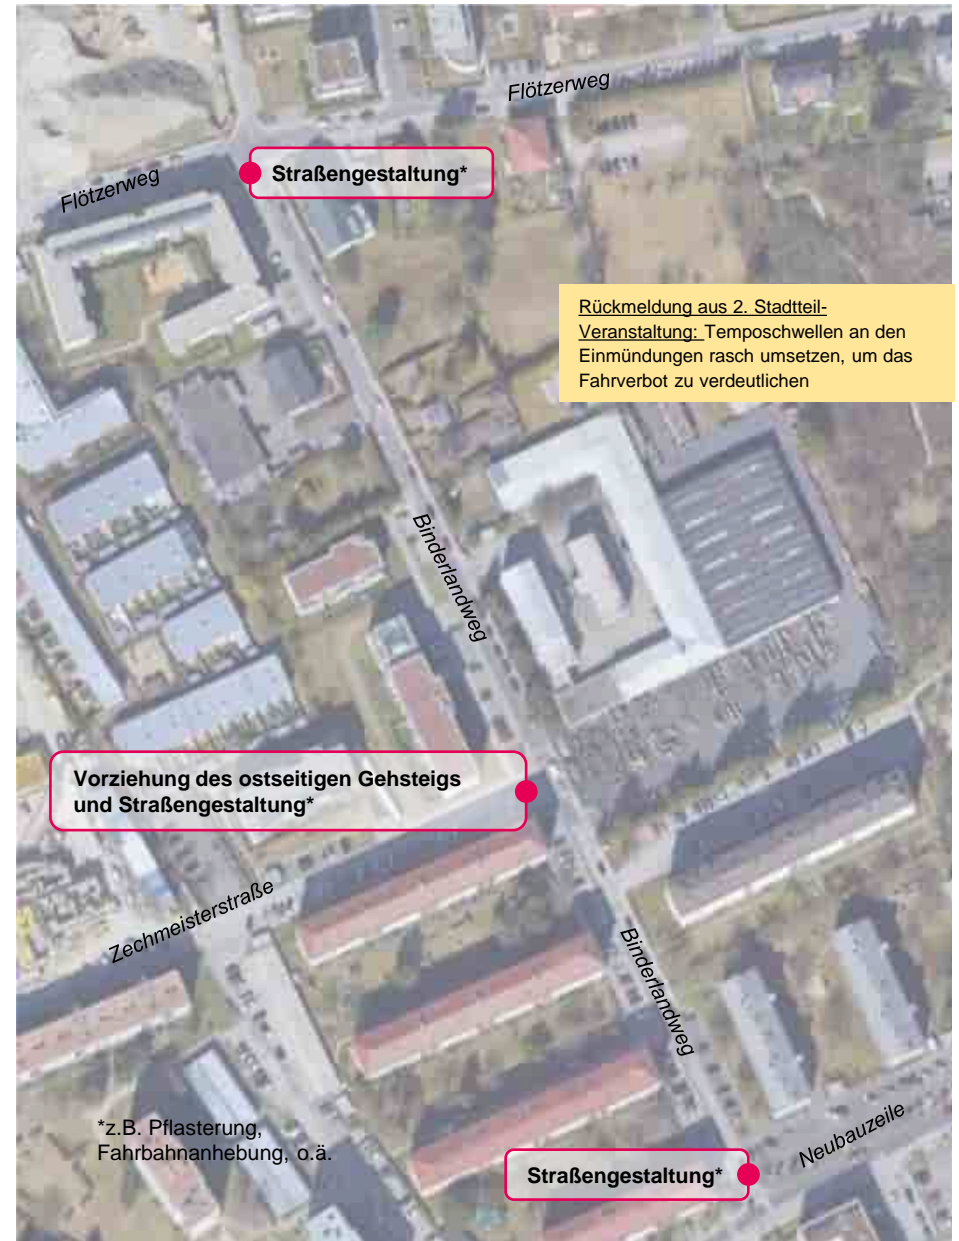 Flötzerweg
Straßengestaltung*
Flötzerweg
Rückmeldung aus 2. Stadtteil-
Veranstaltung: Temposchwellen an den
Einmündungen rasch umsetzen, um das
Fahrverbot zu verdeutlichen
Binderlandweg
Vorziehung des ostseitigen Gehsteigs
und Straßengestaltung*
Zechmeisterstraße
Binderlandweg
*z.B. Pflasterung,
Fahrbahnanhebung, o.ä.
Neubauzeile
Straßengestaltung*